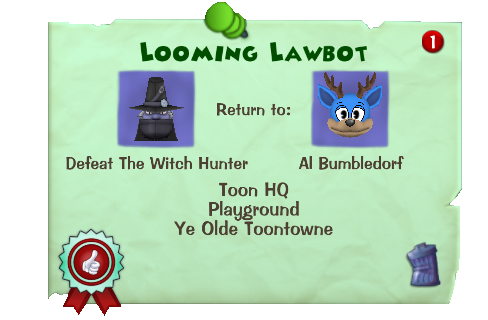 Looming Lawbot
1
Return to:
Defeat The Witch Hunter
Al Bumbledorf
Toon HQ
Playground
Ye Olde Toontowne